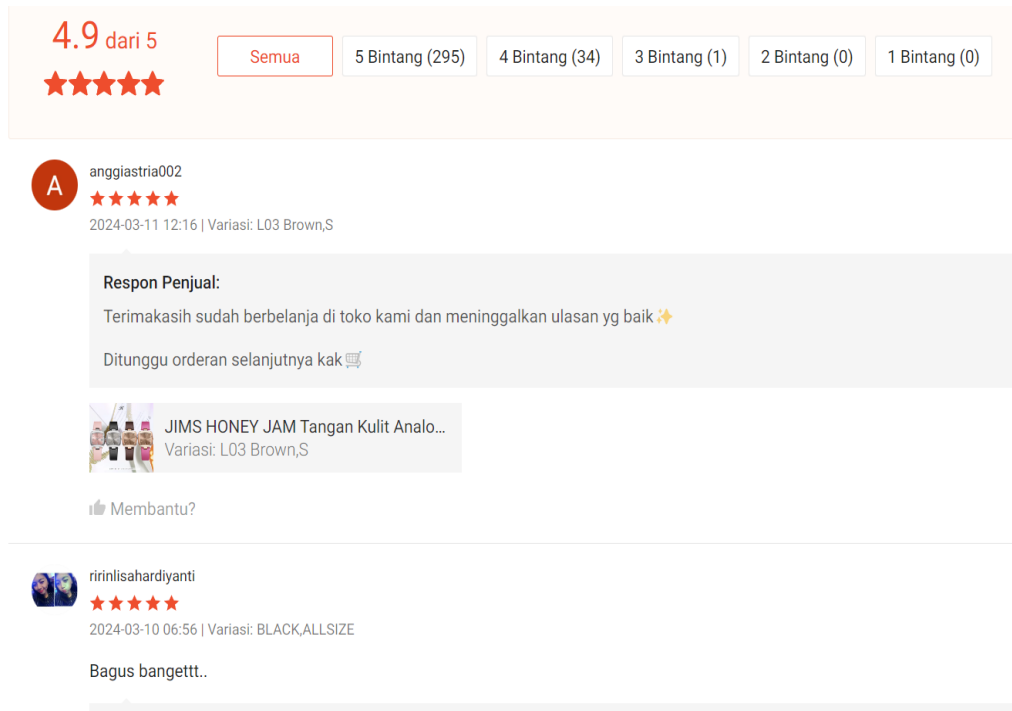 4.9 dari 5
Semua
5 Bintang (295)
4 Bintang (34)
3 Bintang (1)
2 Bintang (0)
1 Bintang (0)
A
anggiastria002
2024-03-11 12:16 | Variasi: L03 Brown,S
Respon Penjual:
Terimakasih sudah berbelanja di toko kami dan meninggalkan ulasan yg baik✨
Ditunggu orderan selanjutnya kak🛒
JIMS HONEY JAM Tangan Kulit Analo...
Variasi: L03 Brown,S
Membantu?
ririnlisahardiyanti
2024-03-10 06:56 | Variasi: BLACK,ALLSIZE
Bagus bangettt..